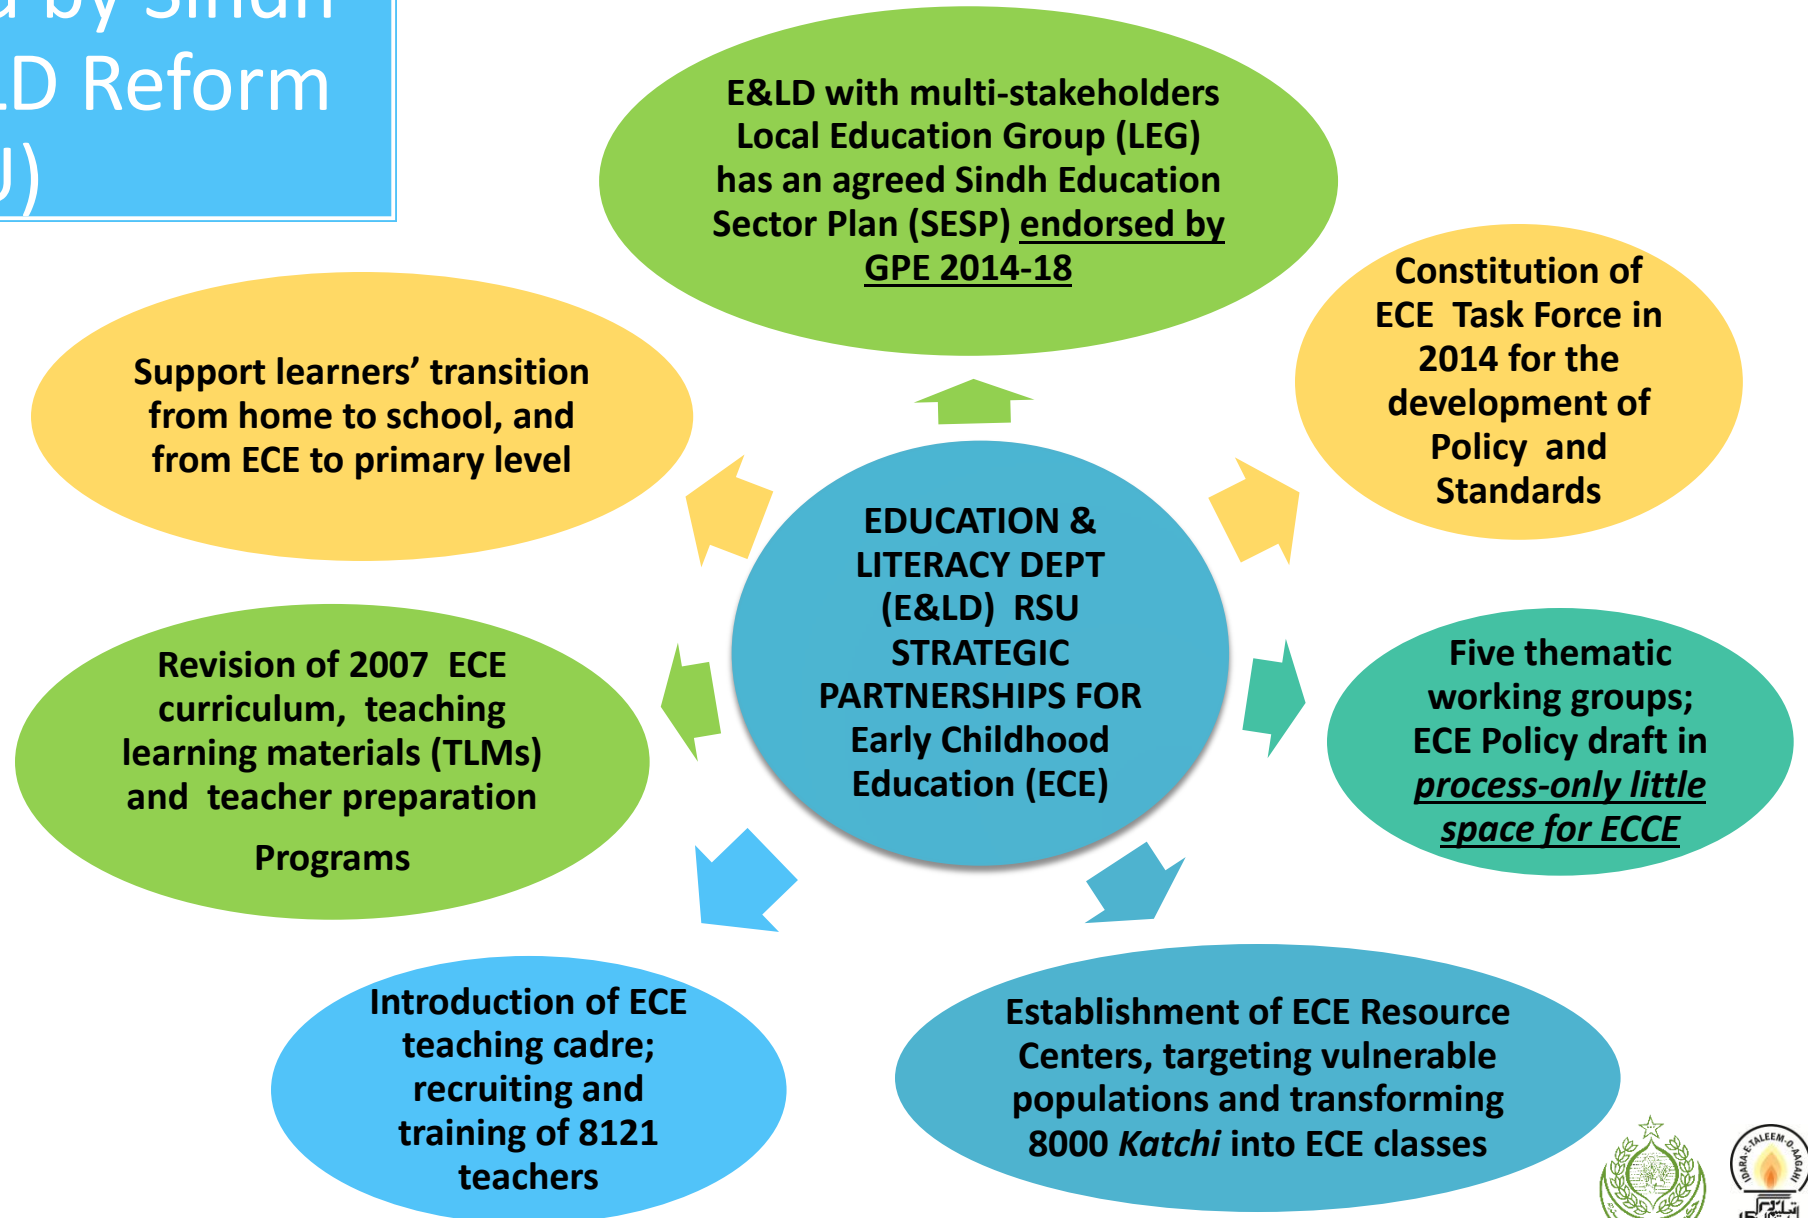 by Sindh
LD Reform
U)
E&LD with multi-stakeholders
Local Education Group (LEG)
has an agreed Sindh Education
Sector Plan (SESP) endorsed by
GPE 2014-18
Constitution of
ECE Task Force in
2014 for the
development of
Policy and
Standards
Five thematic
working groups;
ECE Policy draft in
process-only little
space for ECCE
Establishment of ECE Resource
Centers, targeting vulnerable
populations and transforming
8000 Katchi into ECE classes
Introduction of ECE
teaching cadre;
recruiting and
training of 8121
teachers
Revision of 2007 ECE
curriculum, teaching
learning materials (TLMs)
and teacher preparation
Programs
Support learners’ transition
from home to school, and
from ECE to primary level
EDUCATION &
LITERACY DEPT
(E&LD) RSU
STRATEGIC
PARTNERSHIPS FOR
Early Childhood
Education (ECE)
IDARA-E-TALEEM-O-AAGAHI